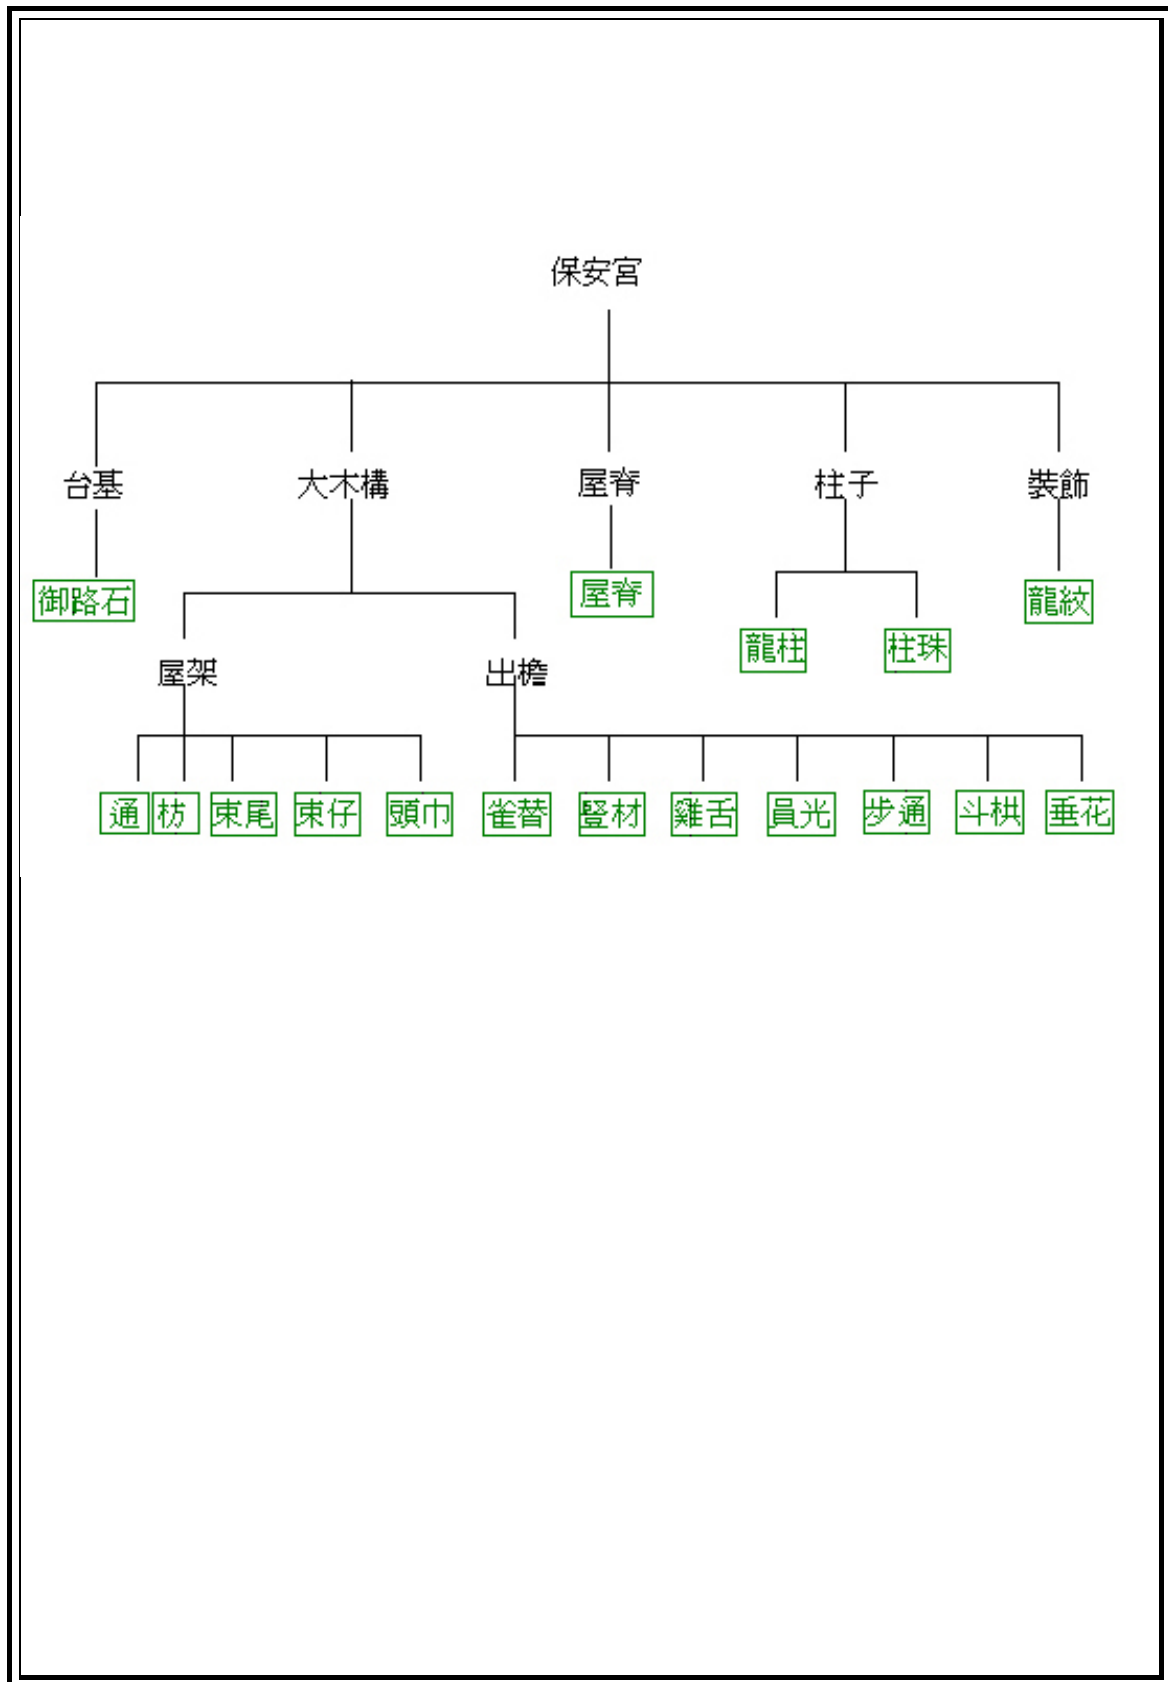 保安宮
台基 大木構 屋脊 柱子 裝飾
御路石 屋脊 龍紋
龍柱 柱珠
屋架 出檐
通 枋 東尾 東仔 頭巾 雀替 豎材 雞舌 員光 步通 斗栱 垂花